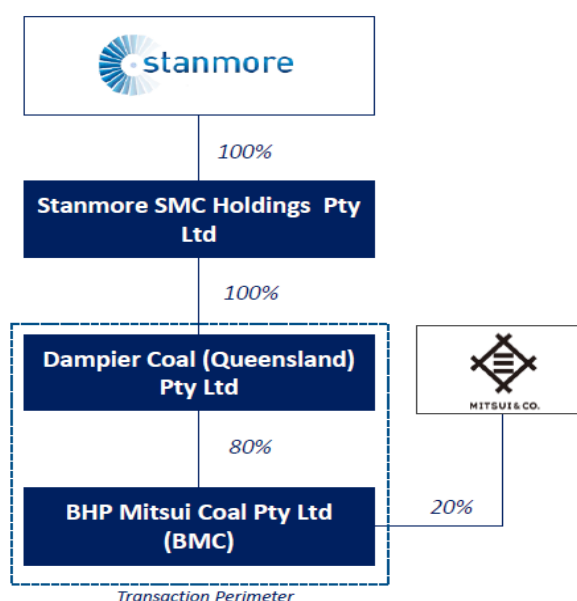 stanmore
100%
Stanmore SMC Holdings Pty
Ltd
100%
Dampier Coal (Queensland)
Pty Ltd
MITSUI & CO.
80%
BHP Mitsui Coal Pty Ltd
(BMC)
20%
Transaction Perimeter